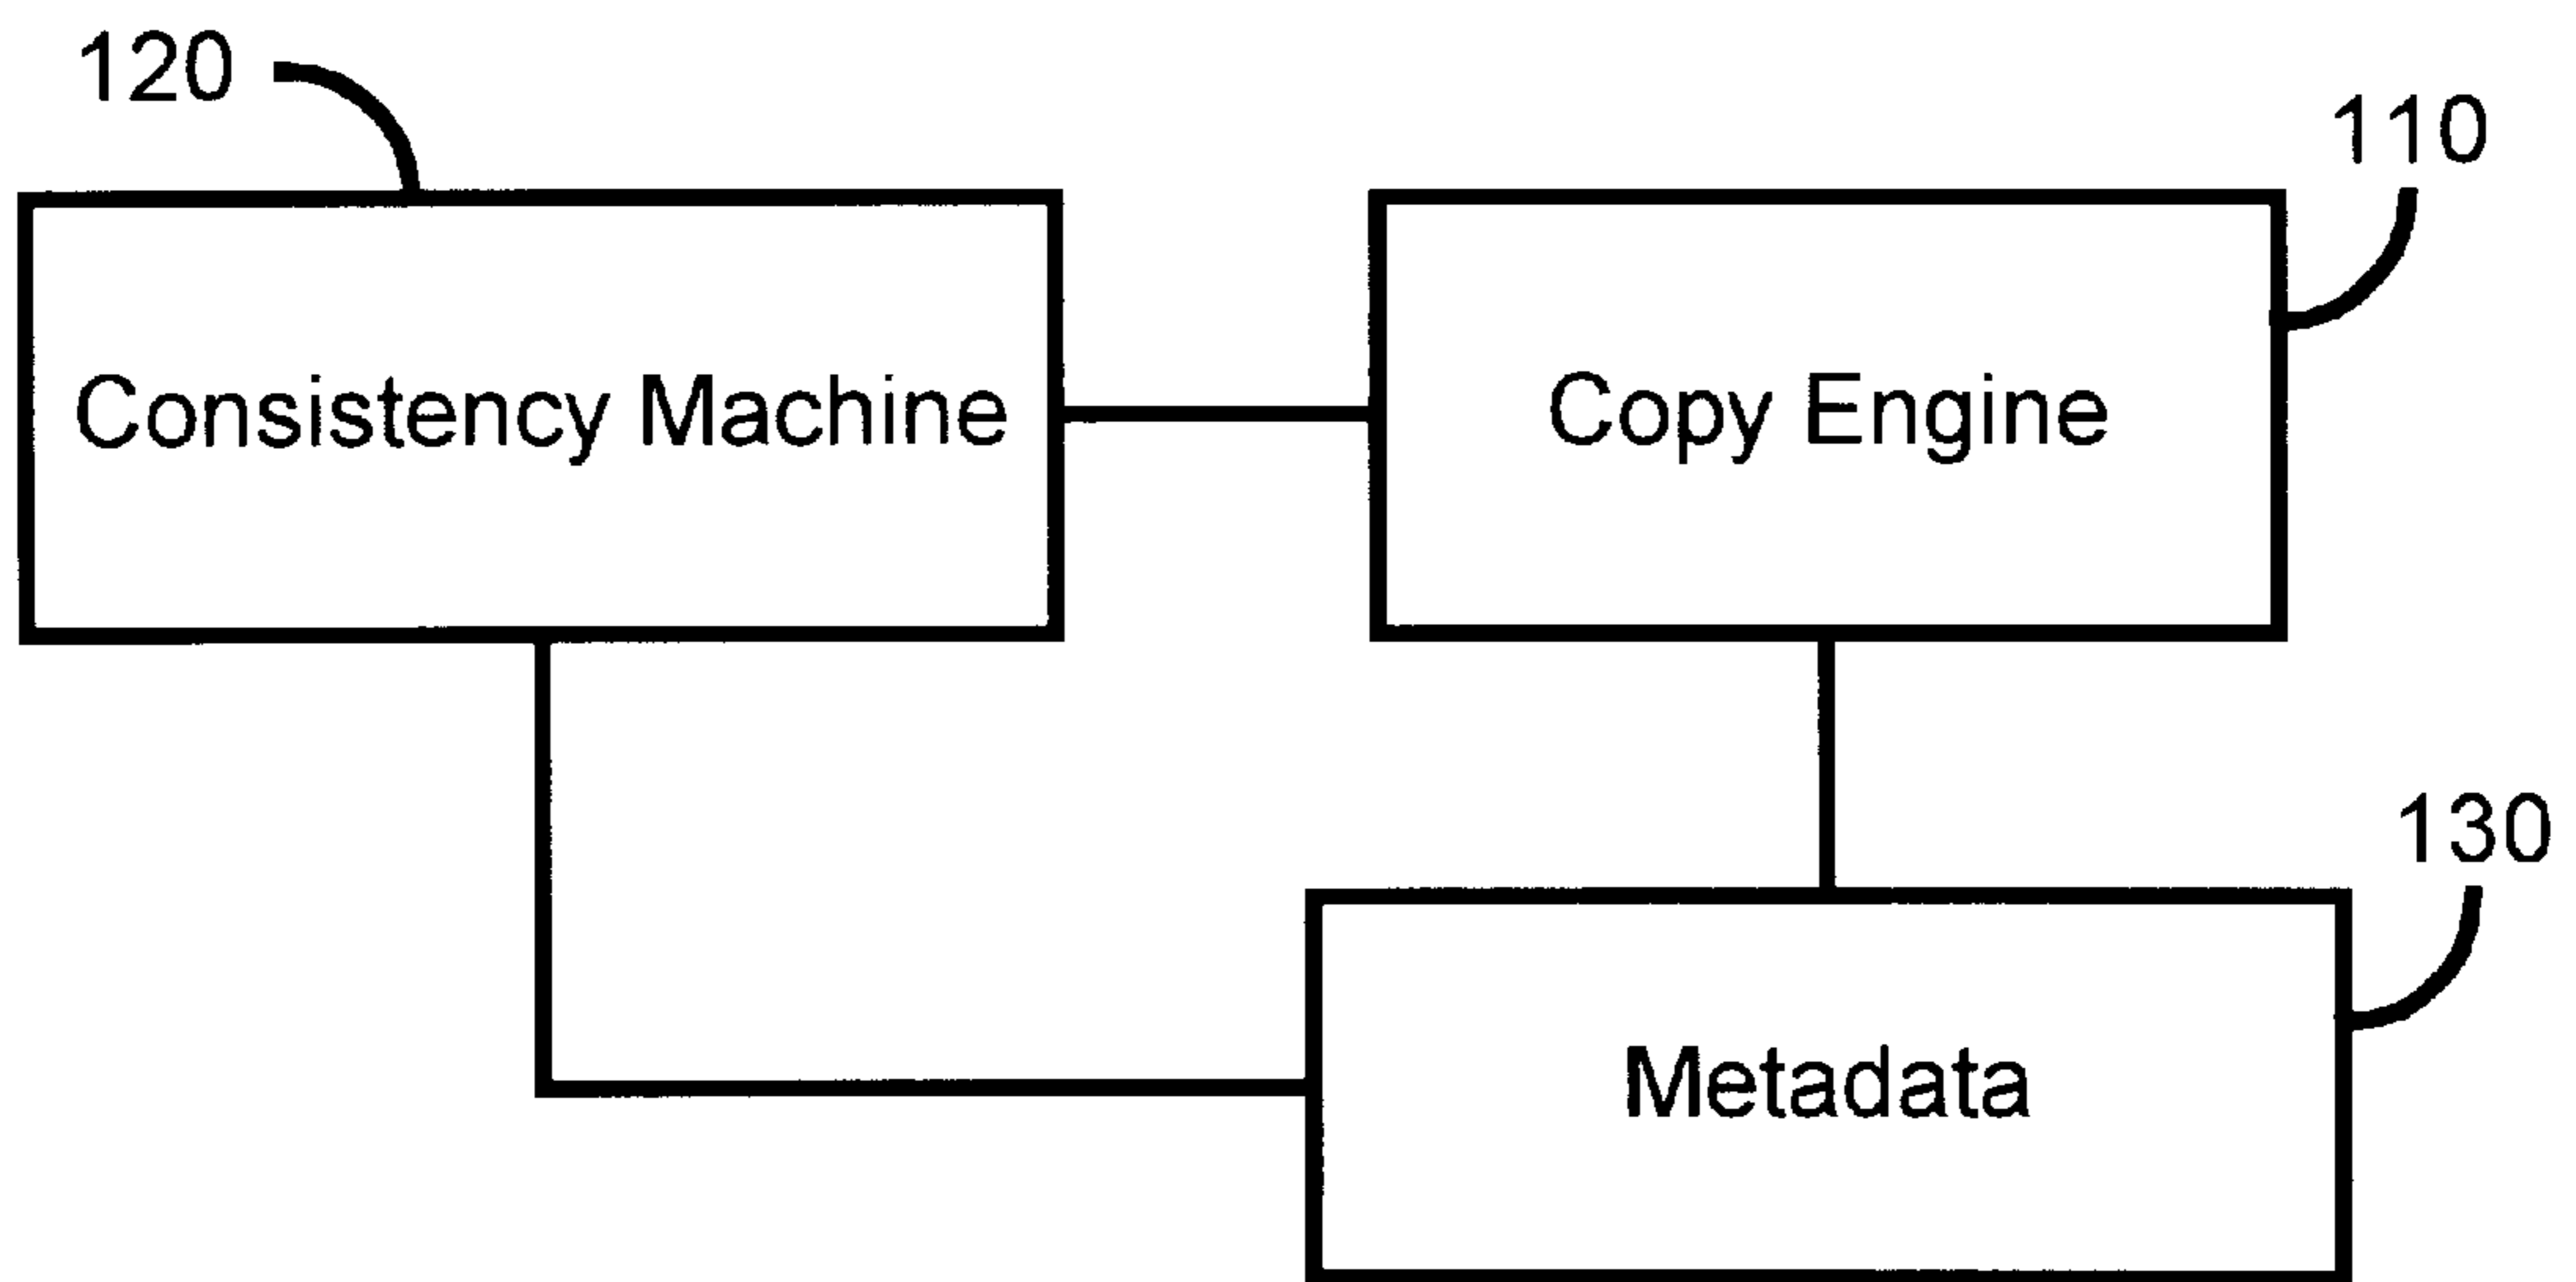 120
110
Consistency Machine
Copy Engine
130
Metadata